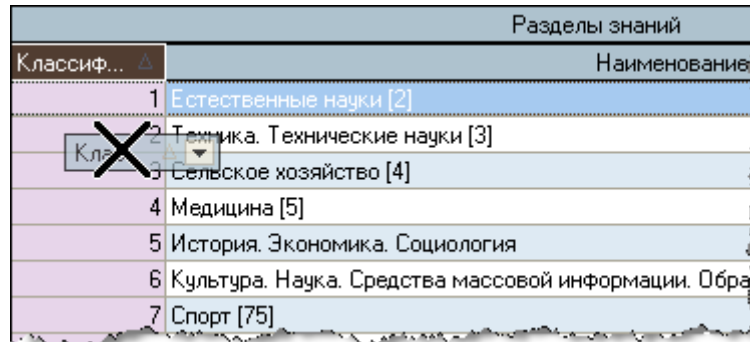 Разделы знаний
Классиф... Наименование
1 Естественные науки [2]
2 Техника. Технические науки [3]
Клас
3 Сельское хозяйство [4]
4 Медицина [5]
5 История. Экономика. Социология
6 Культура. Наука. Средства массовой информации. Обра
7 Спорт [75]